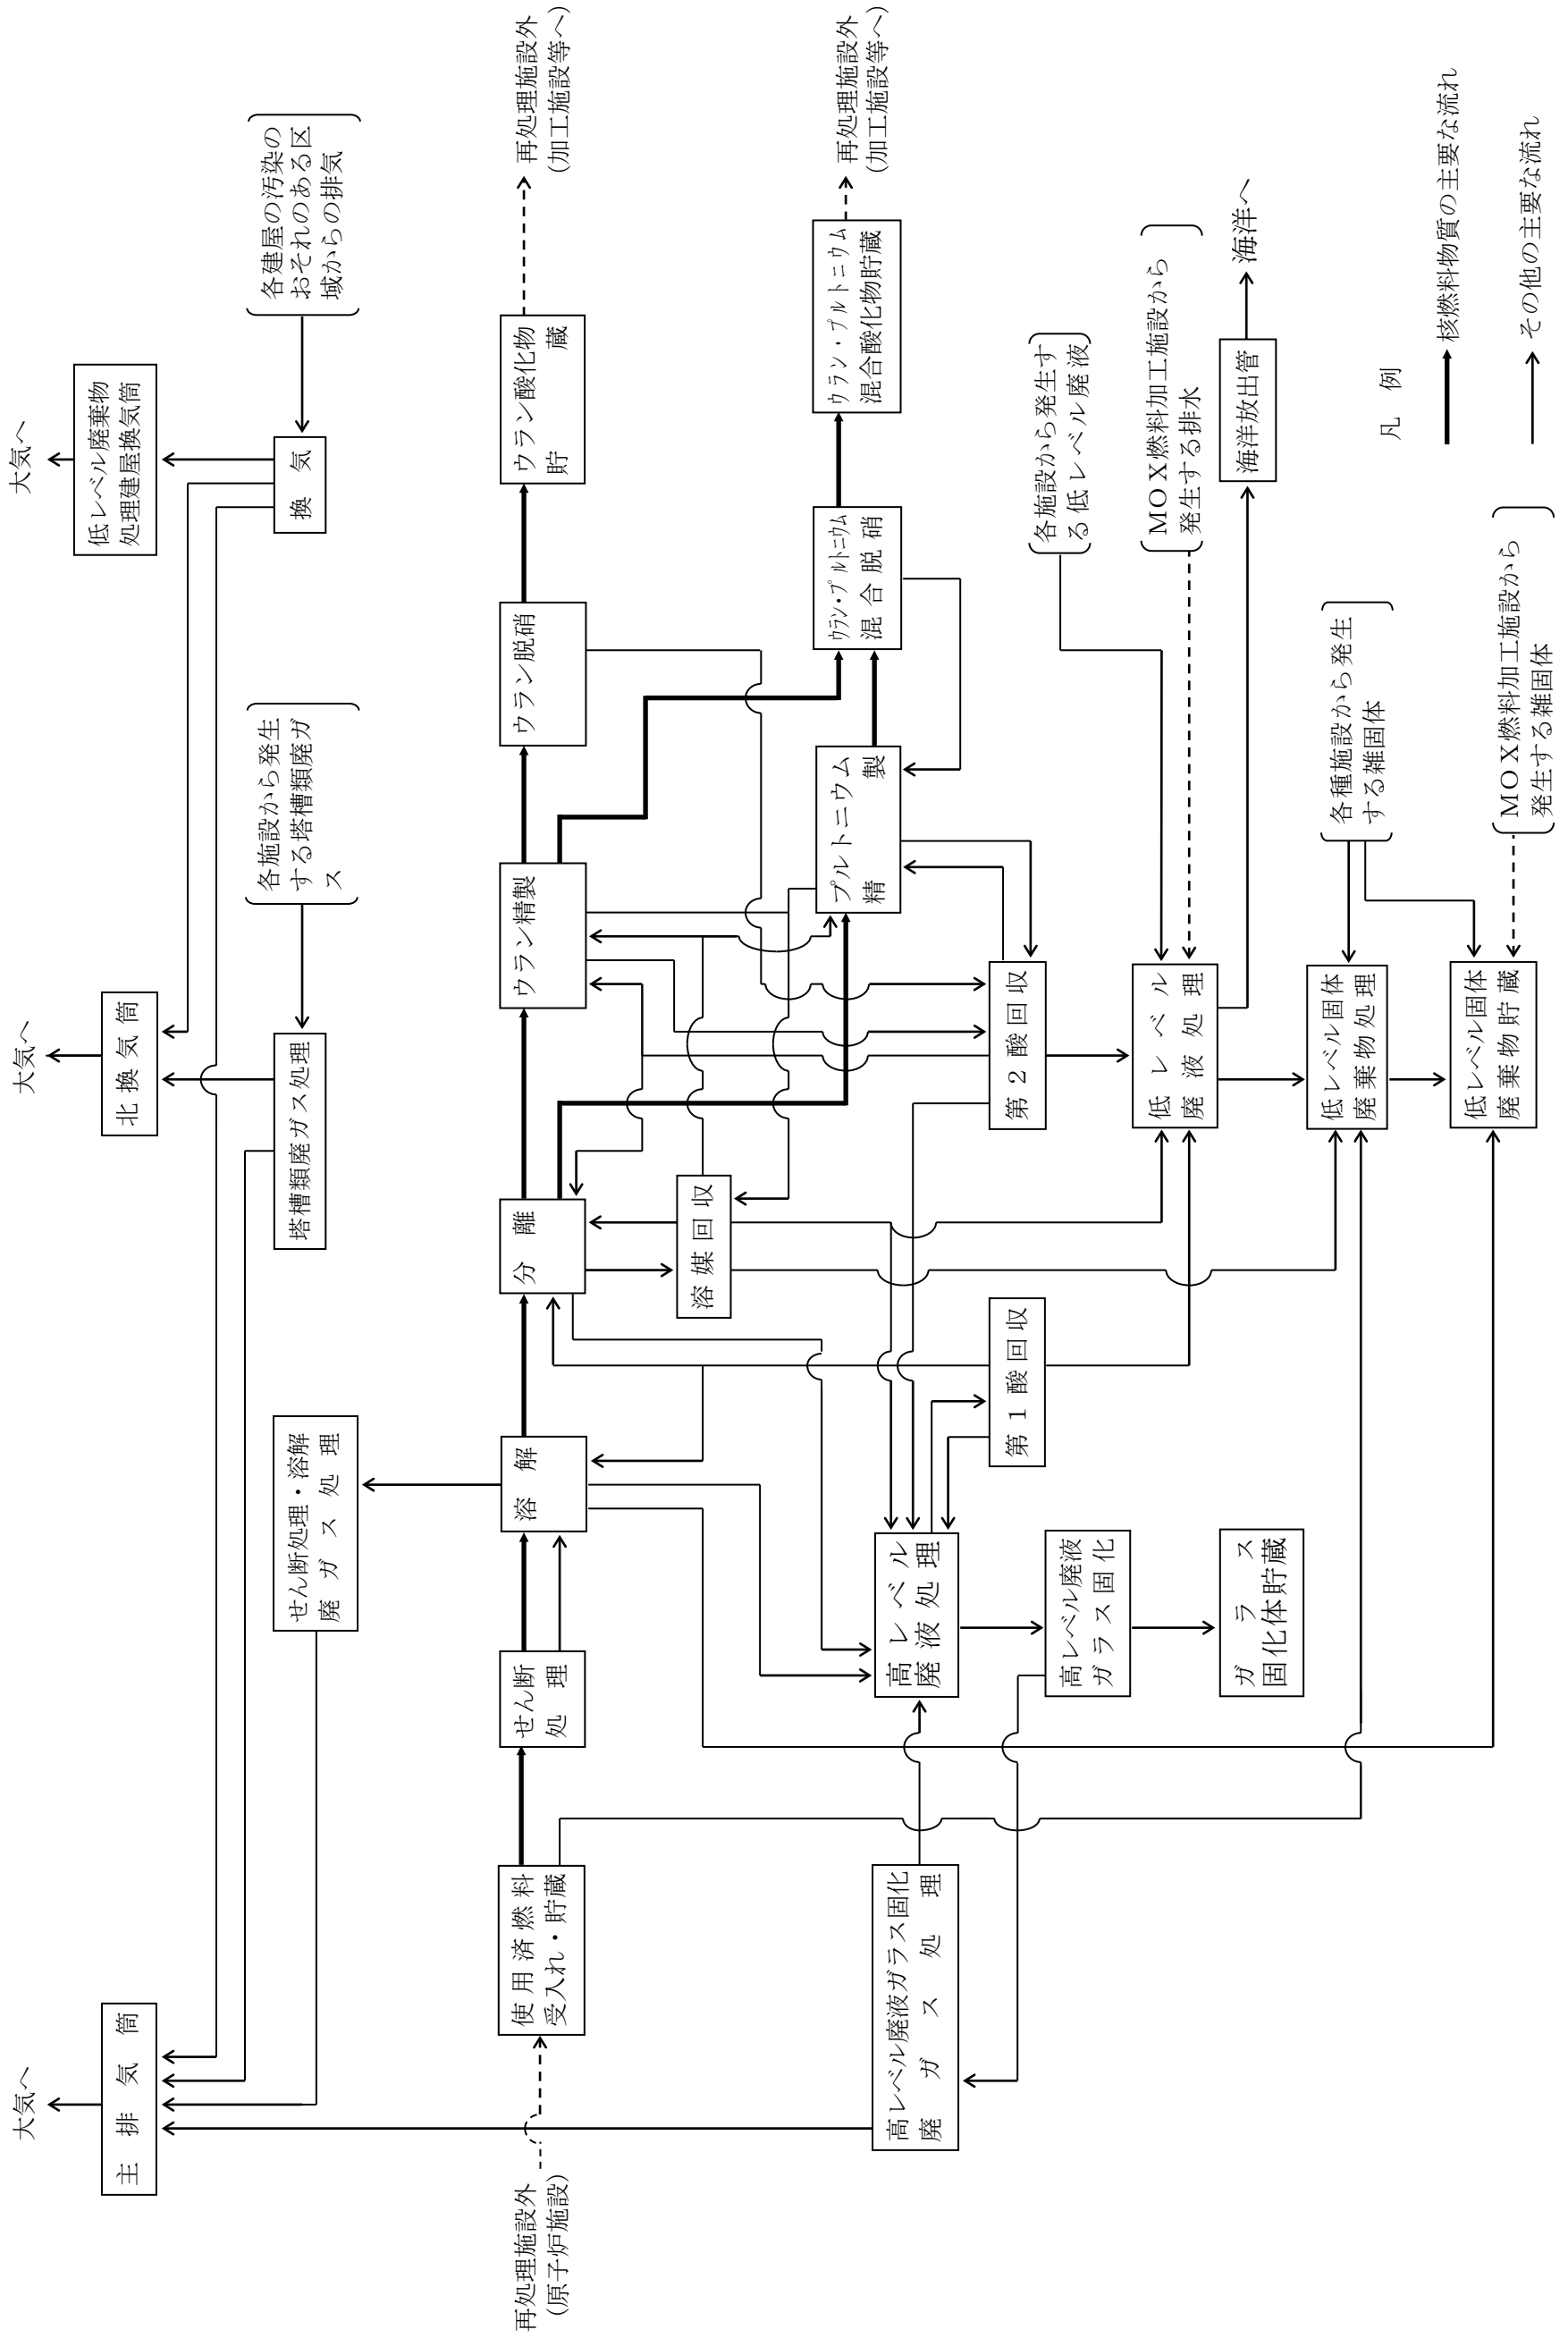 大気へ
大気へ
大気へ
主排気筒
北換気筒
低レベル廃棄物
処理建屋換気筒
せん断処理・溶解
廃ガス処理
塔槽類廃ガス処理
各施設から発生
する塔槽類廃ガ
ス
換気
各建屋の汚染の
おそれのある区
域からの排気
再処理施設外
(原子炉施設)
使用済燃料
受入れ・貯蔵
せん断
処理
溶解
分離
ウラン精製
ウラン脱硝
ウラン酸化物
貯蔵
再処理施設外
(加工施設等へ)
溶媒回収
プルトニウム
精製
ウラン・プルトニウム
混合脱硝
ウラン・プルトニウム
混合酸化物貯蔵
再処理施設外
(加工施設等へ)
高レベル廃液ガラス固化
廃ガス処理
高レベル
廃液処理
第1酸回収
第2酸回収
各施設から発生す
る低レベル廃液
高レベル廃液
ガラス固化
低レベル
廃液処理
MOX燃料加工施設から
発生する排水
ガラス
固化体貯蔵
海洋放出管
海洋へ
低レベル固体
廃棄物処理
各種施設から発生
する雑固体
低レベル固体
廃棄物貯蔵
MOX燃料加工施設から
発生する雑固体
凡例
核燃料物質の主要な流れ
その他の主要な流れ